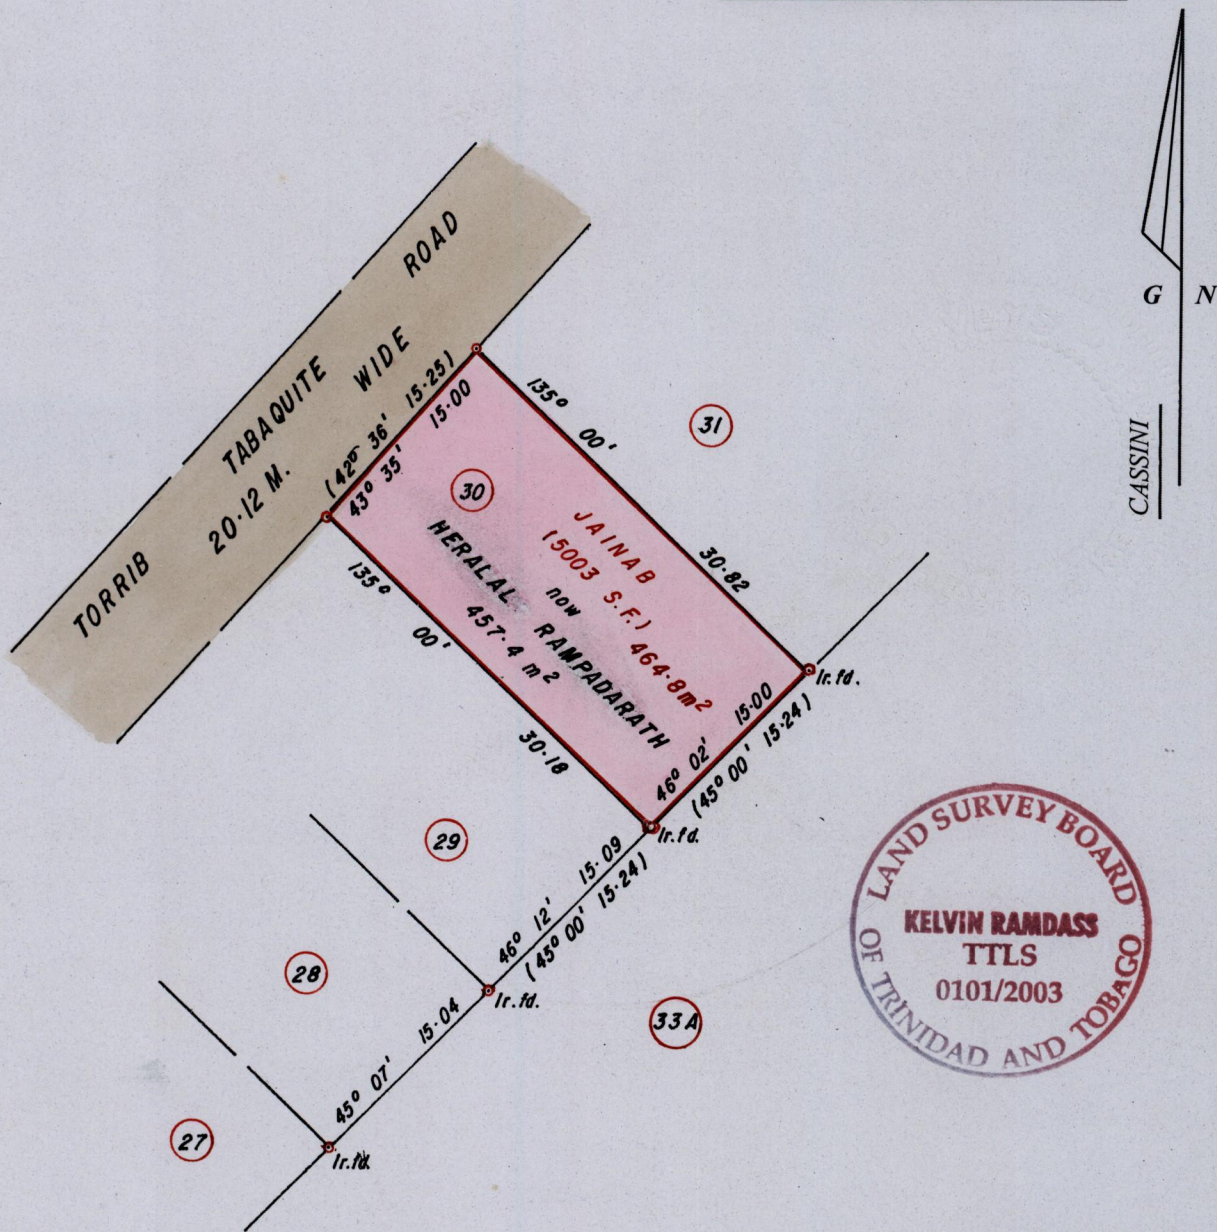 TORRIB TABAQUITE ROAD
20·12 M. WIDE
(42° 36' 15·25)
43° 35' 15·00
135° 00' 30·82
31
30
JAINAB
(5003 S.F.) 464·8m²
now
HERALAL RAMPADARATH
457·4 m²
135° 00' 30·18
46° 02' 15·00
(45° 00' 15·24)
Ir. fd.
Ir. fd.
29
46° 12' 15·09
(45° 00' 15·24)
28
Ir. fd.
33A
45° 07' 15·04
27
Ir. fd.
G N
CASSINI
LAND SURVEY BOARD
KELVIN RAMDASS
TTLS
0101/2003
OF TRINIDAD AND TOBAGO